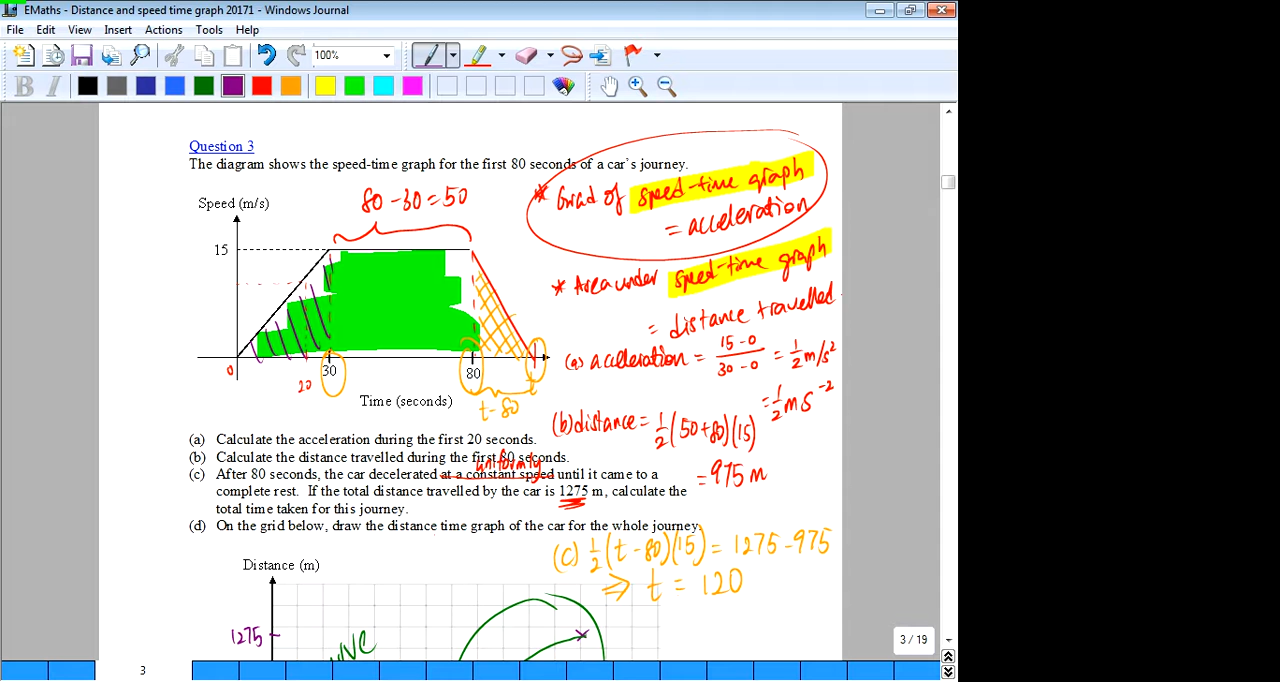 EMaths - Distance and speed time graph 20171 - Windows Journal
File Edit View Insert Actions Tools Help
100%
Question 3
The diagram shows the speed-time graph for the first 80 seconds of a car's journey.
80 - 30 = 50
Speed (m/s)
15
0
20
30
80
t
t - 80
Time (seconds)
* Grad of speed-time graph
= acceleration
* Area under speed-time graph
= distance travelled
(a) acceleration = 15 - 0 / 30 - 0 = 1/2 m/s²
= 1/2 ms⁻²
(b) distance = 1/2 (50+80)(15)
= 975 m
(a) Calculate the acceleration during the first 20 seconds.
(b) Calculate the distance travelled during the first 80 seconds.
uniformly
(c) After 80 seconds, the car decelerated at a constant speed until it came to a
complete rest. If the total distance travelled by the car is 1275 m, calculate the
total time taken for this journey.
(d) On the grid below, draw the distance time graph of the car for the whole journey.
(c) 1/2 (t - 80)(15) = 1275 - 975
⇒ t = 120
Distance (m)
1275
3 / 19
3